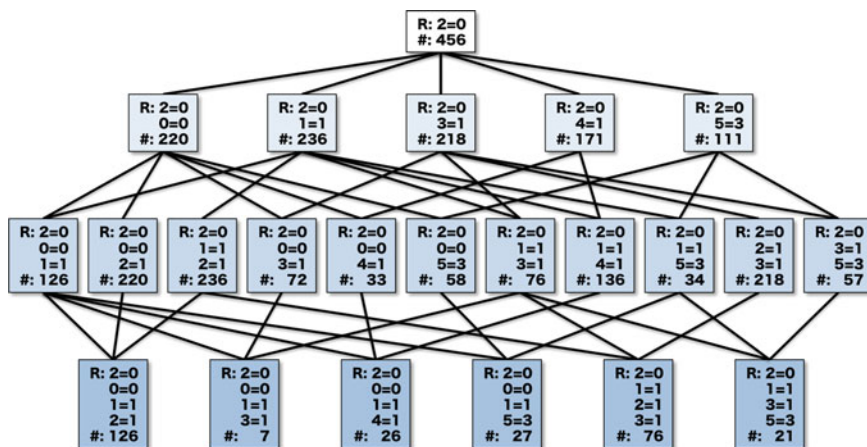 R: 2=0
#: 456
R: 2=0
0=0
#: 220
R: 2=0
1=1
#: 236
R: 2=0
3=1
#: 218
R: 2=0
4=1
#: 171
R: 2=0
5=3
#: 111
R: 2=0
0=0
1=1
#: 126
R: 2=0
0=0
2=1
#: 220
R: 2=0
1=1
2=1
#: 236
R: 2=0
0=0
3=1
#: 72
R: 2=0
0=0
4=1
#: 33
R: 2=0
0=0
5=3
#: 58
R: 2=0
1=1
3=1
#: 76
R: 2=0
1=1
4=1
#: 136
R: 2=0
1=1
5=3
#: 34
R: 2=0
2=1
3=1
#: 218
R: 2=0
3=1
5=3
#: 57
R: 2=0
0=0
1=1
2=1
#: 126
R: 2=0
0=0
1=1
3=1
#: 7
R: 2=0
0=0
1=1
4=1
#: 26
R: 2=0
0=0
1=1
5=3
#: 27
R: 2=0
1=1
2=1
3=1
#: 76
R: 2=0
1=1
3=1
5=3
#: 21